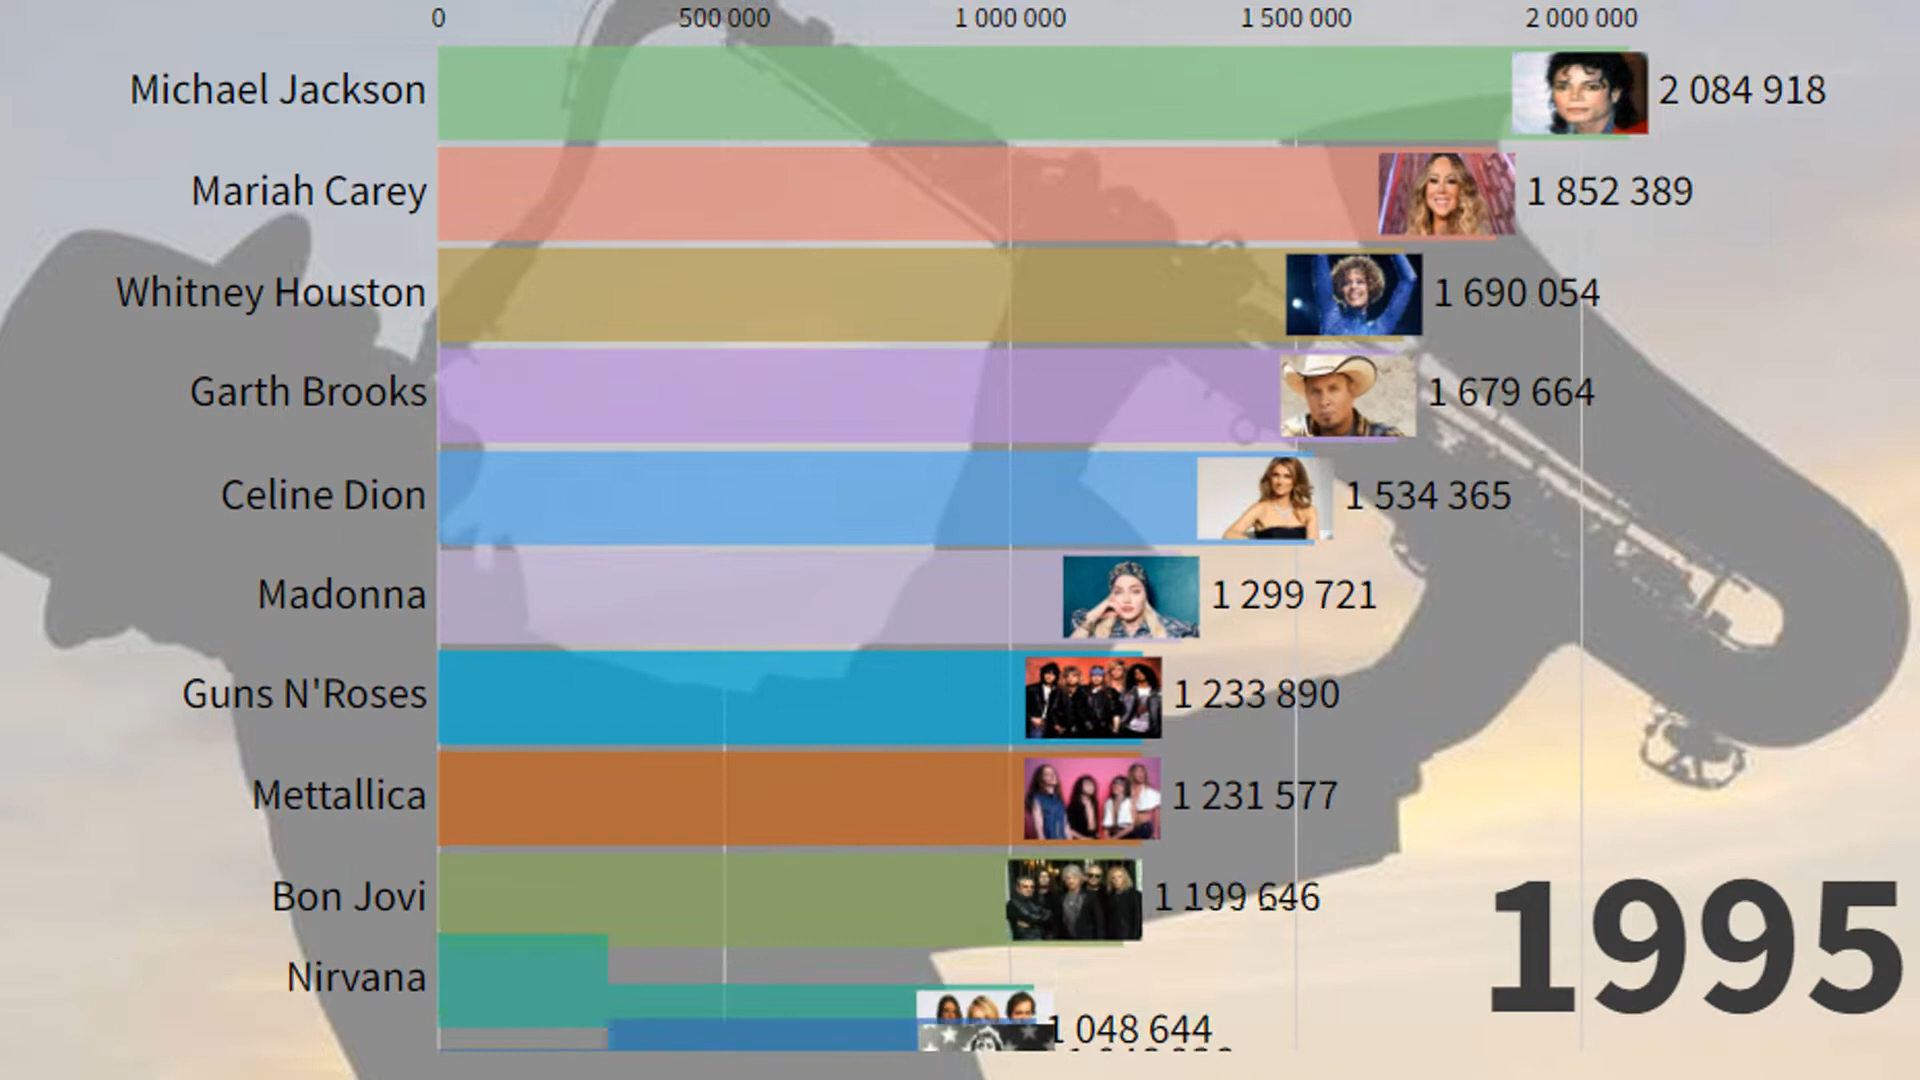 0 500 000 1 000 000 1 500 000 2 000 000
Michael Jackson 2 084 918
Mariah Carey 1 852 389
Whitney Houston 1 690 054
Garth Brooks 1 679 664
Celine Dion 1 534 365
Madonna 1 299 721
Guns N'Roses 1 233 890
Mettallica 1 231 577
Bon Jovi 1 199 646
Nirvana
1 048 644
1995